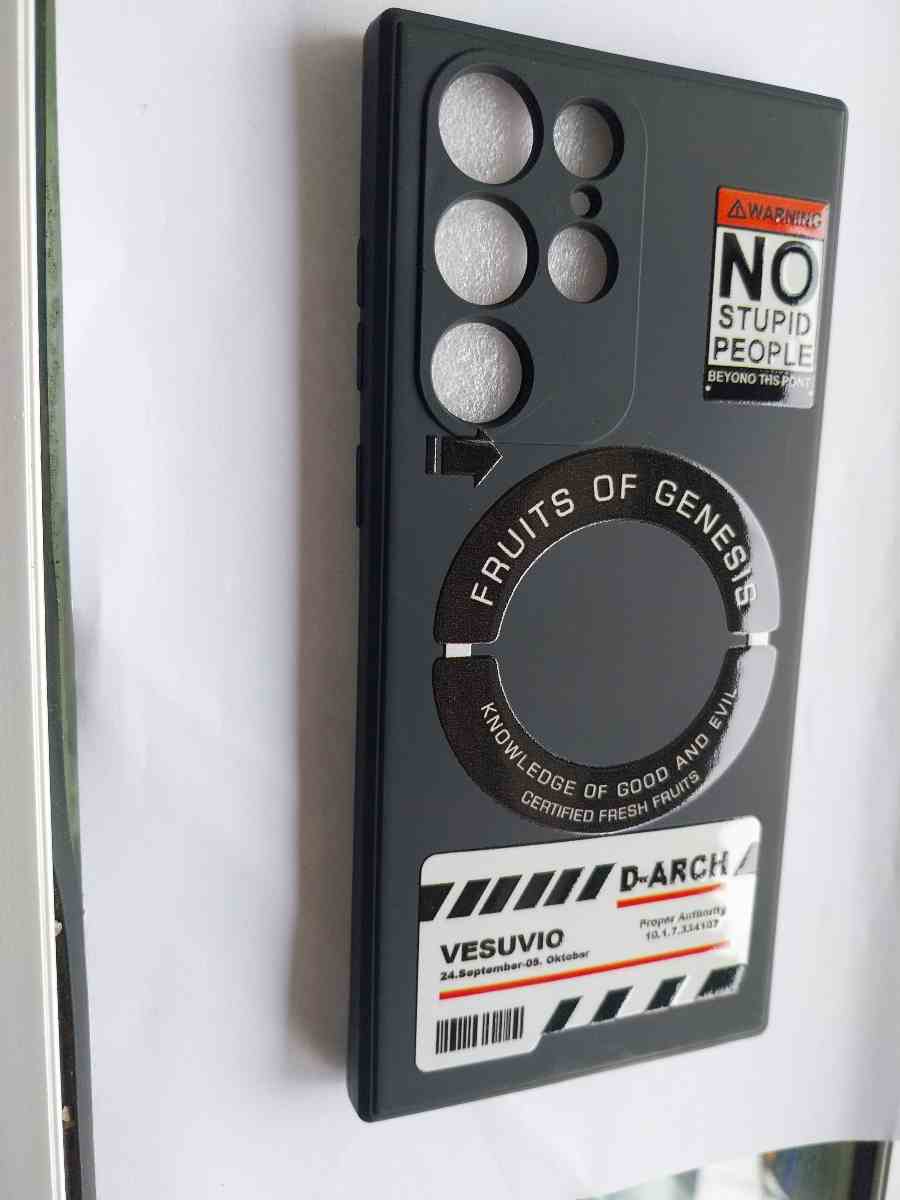 WARNING
NO
STUPID
PEOPLE
BEYONO THIS PONT
FRUITS OF GENESIS
KNOWLEDGE OF GOOD AND EVIL
CERTIFIED FRESH FRUITS
D-ARCH
Proper Authority
10.1.7.334107
VESUVIO
24.September-05. Oktober